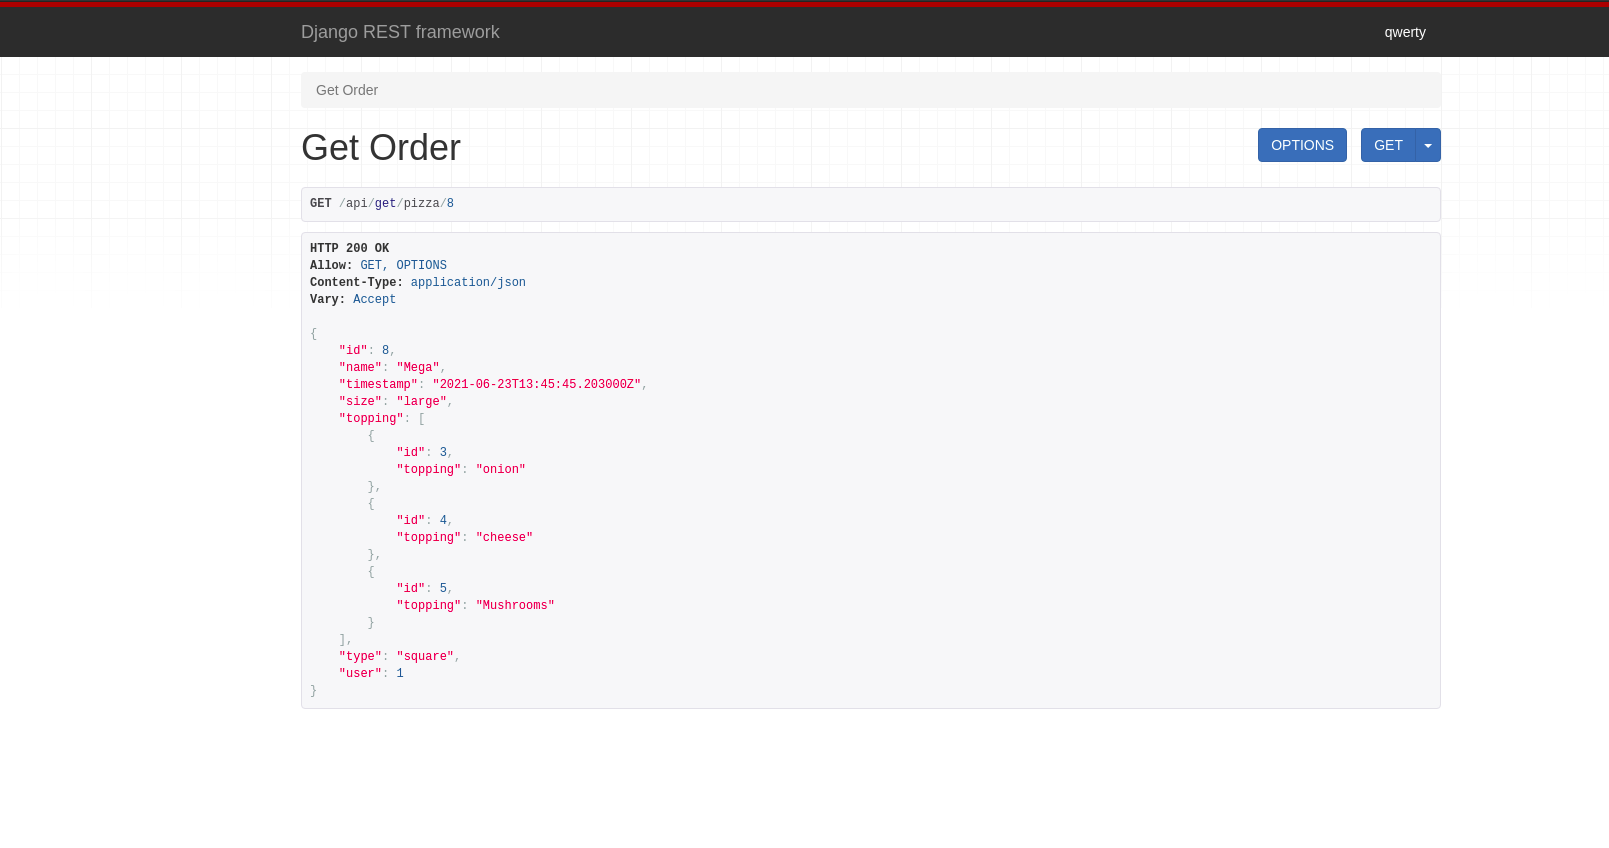 Django REST framework
qwerty
Get Order
Get Order
OPTIONS
GET
GET /api/get/pizza/8
HTTP 200 OK
Allow: GET, OPTIONS
Content-Type: application/json
Vary: Accept
{
    "id": 8,
    "name": "Mega",
    "timestamp": "2021-06-23T13:45:45.203000Z",
    "size": "large",
    "topping": [
        {
            "id": 3,
            "topping": "onion"
        },
        {
            "id": 4,
            "topping": "cheese"
        },
        {
            "id": 5,
            "topping": "Mushrooms"
        }
    ],
    "type": "square",
    "user": 1
}